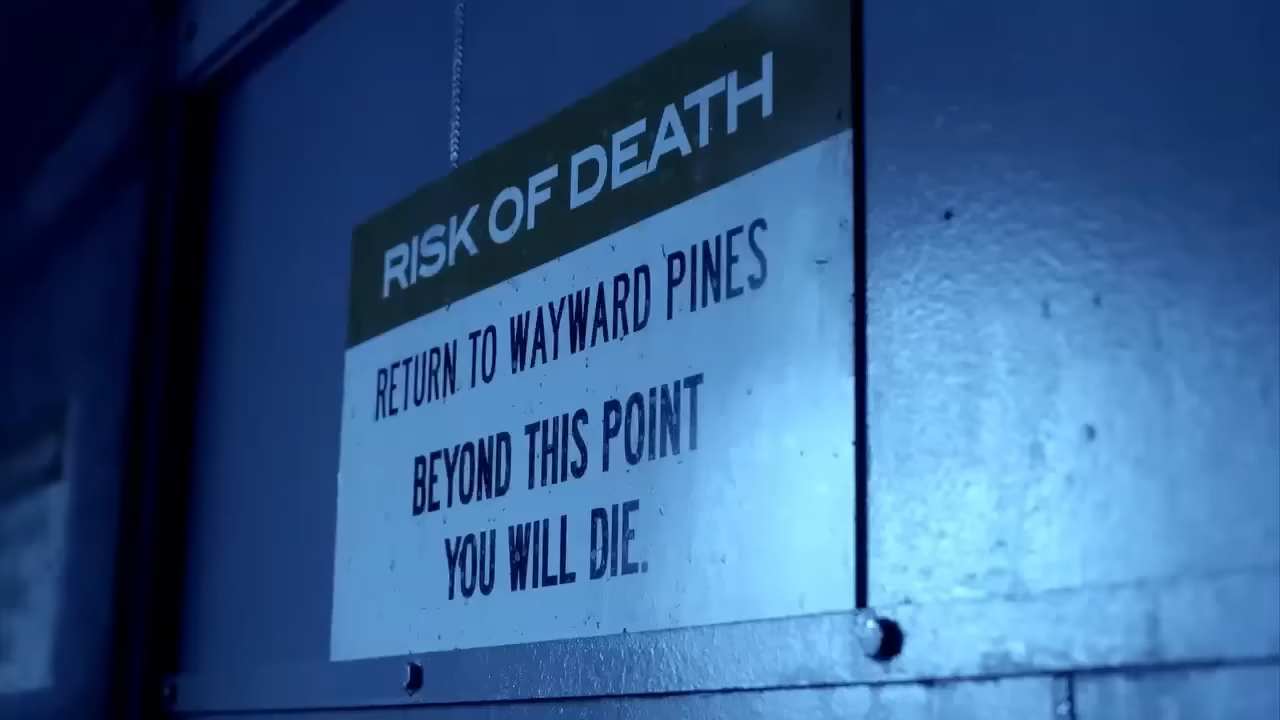 RISK OF DEATH
RETURN TO WAYWARD PINES
BEYOND THIS POINT
YOU WILL DIE.